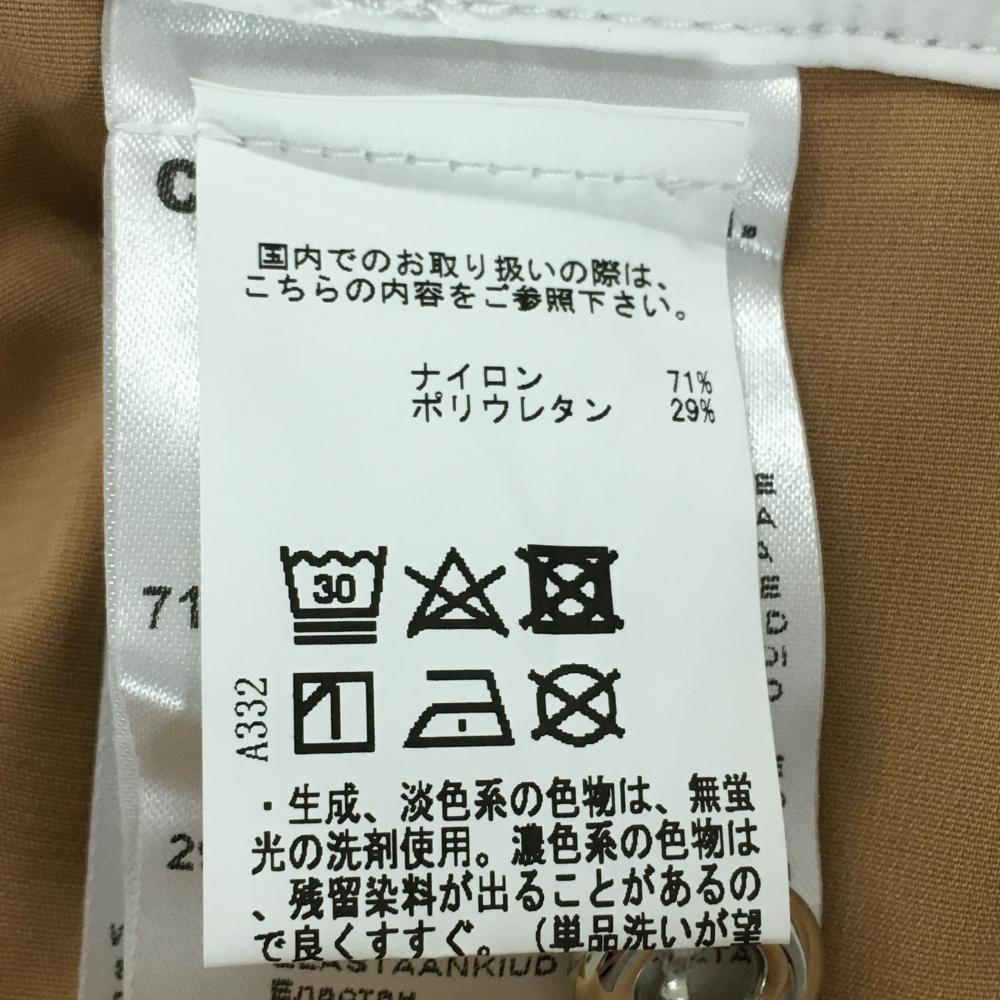 国内でのお取り扱いの際は、
こちらの内容をご参照下さい。
ナイロン 71%
ポリウレタン 29%
30
A332
・生成、淡色系の色物は、無蛍
光の洗剤使用。濃色系の色物は
、残留染料が出ることがあるの
で良くすすぐ。（単品洗いが望
71